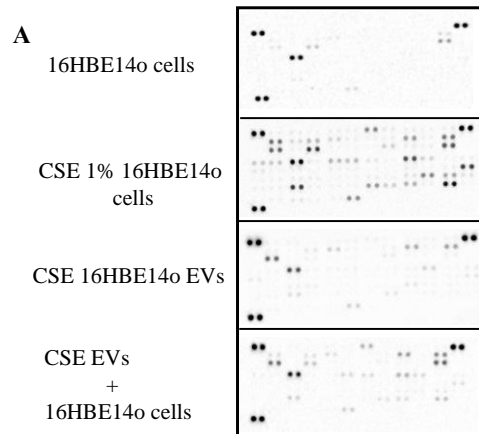 A
16HBE14o cells
CSE 1% 16HBE14o
cells
CSE 16HBE14o EVs
CSE EVs
+
16HBE14o cells